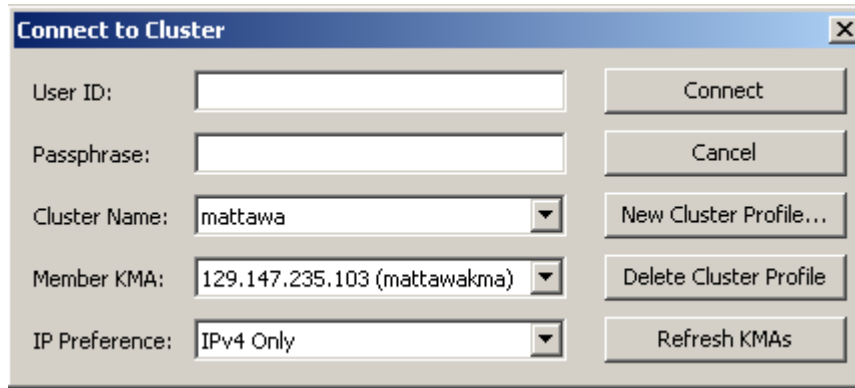 Connect to Cluster
User ID:
Connect
Passphrase:
Cancel
Cluster Name:
mattawa
New Cluster Profile...
Member KMA:
129.147.235.103 (mattawakma)
Delete Cluster Profile
IP Preference:
IPv4 Only
Refresh KMAs